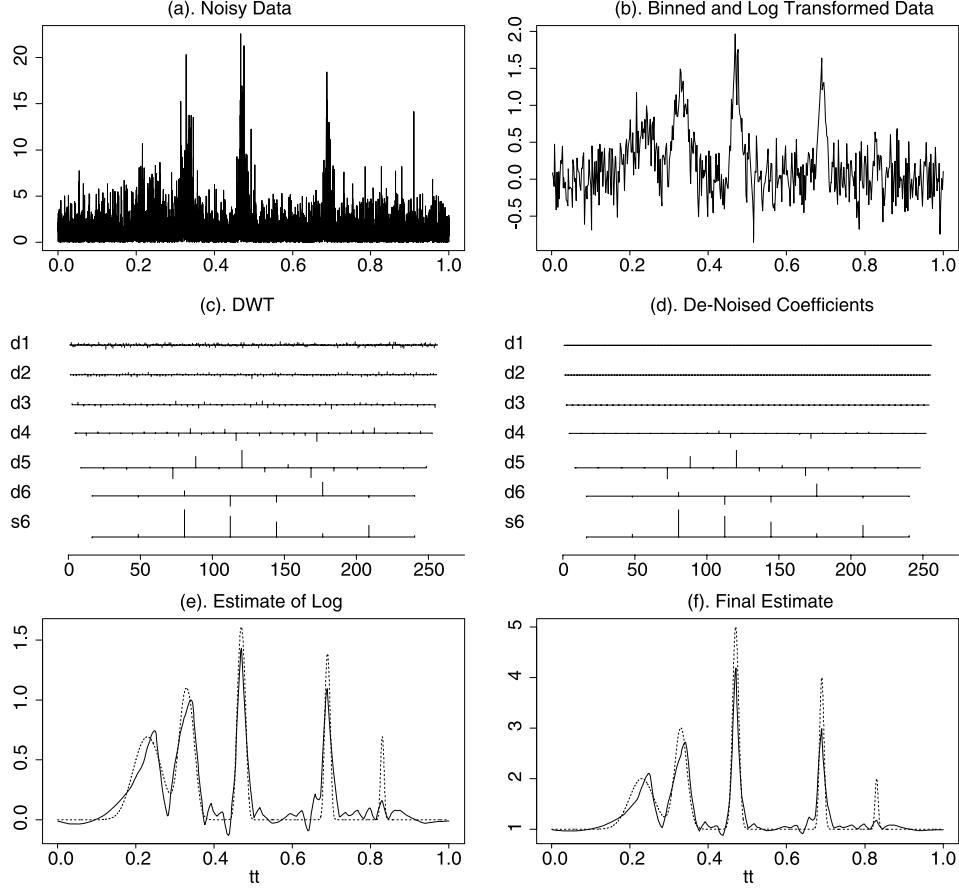 (a). Noisy Data
(b). Binned and Log Transformed Data
20
15
10
5
0
0.0 0.2 0.4 0.6 0.8 1.0
2.0
1.5
1.0
0.5
0.0
-0.5
0.0 0.2 0.4 0.6 0.8 1.0
(c). DWT
d1
d2
d3
d4
d5
d6
s6
0 50 100 150 200 250
(d). De-Noised Coefficients
d1
d2
d3
d4
d5
d6
s6
0 50 100 150 200 250
(e). Estimate of Log
1.5
1.0
0.5
0.0
0.0 0.2 0.4 0.6 0.8 1.0
tt
(f). Final Estimate
5
4
3
2
1
0.0 0.2 0.4 0.6 0.8 1.0
tt